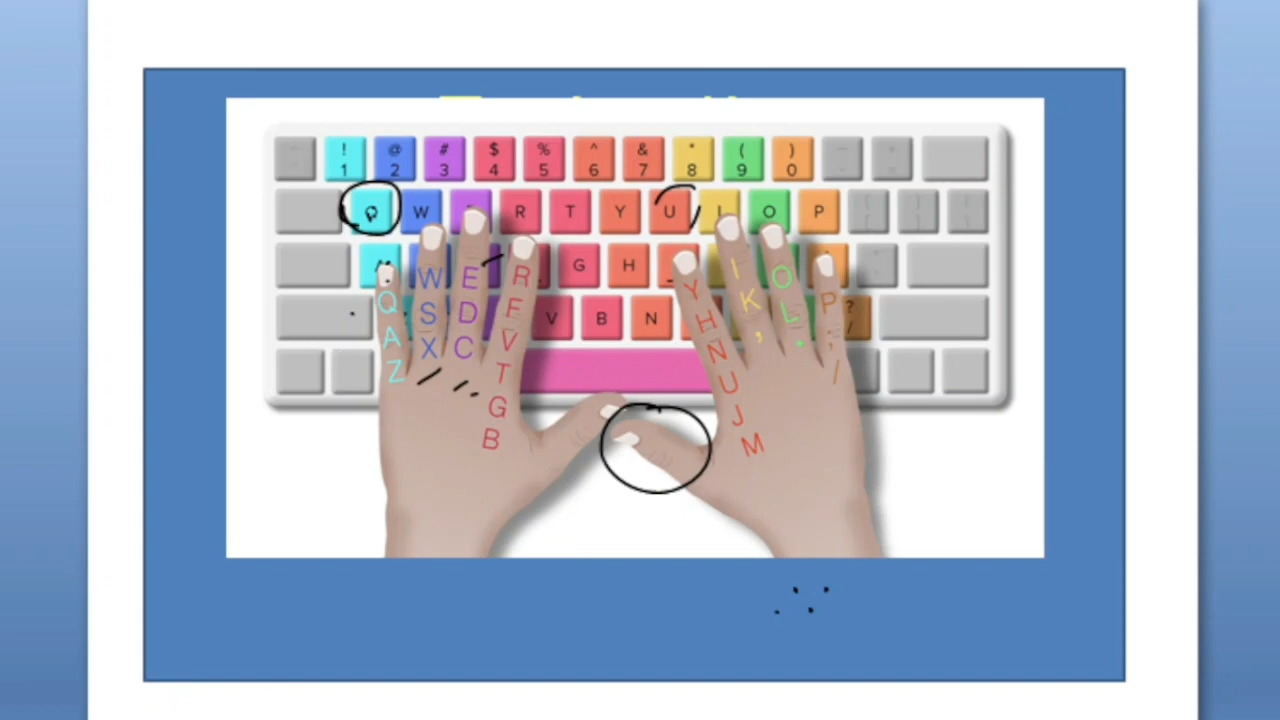 ! @ # $ % ^ & * ( )
1 2 3 4 5 6 7 8 9 0
Q W R T Y U I O P
G H
V B N ?
/
Q A Z
W S X
E D C
R F V T G B
Y H N U J M
I K ,
O L .
P ; /